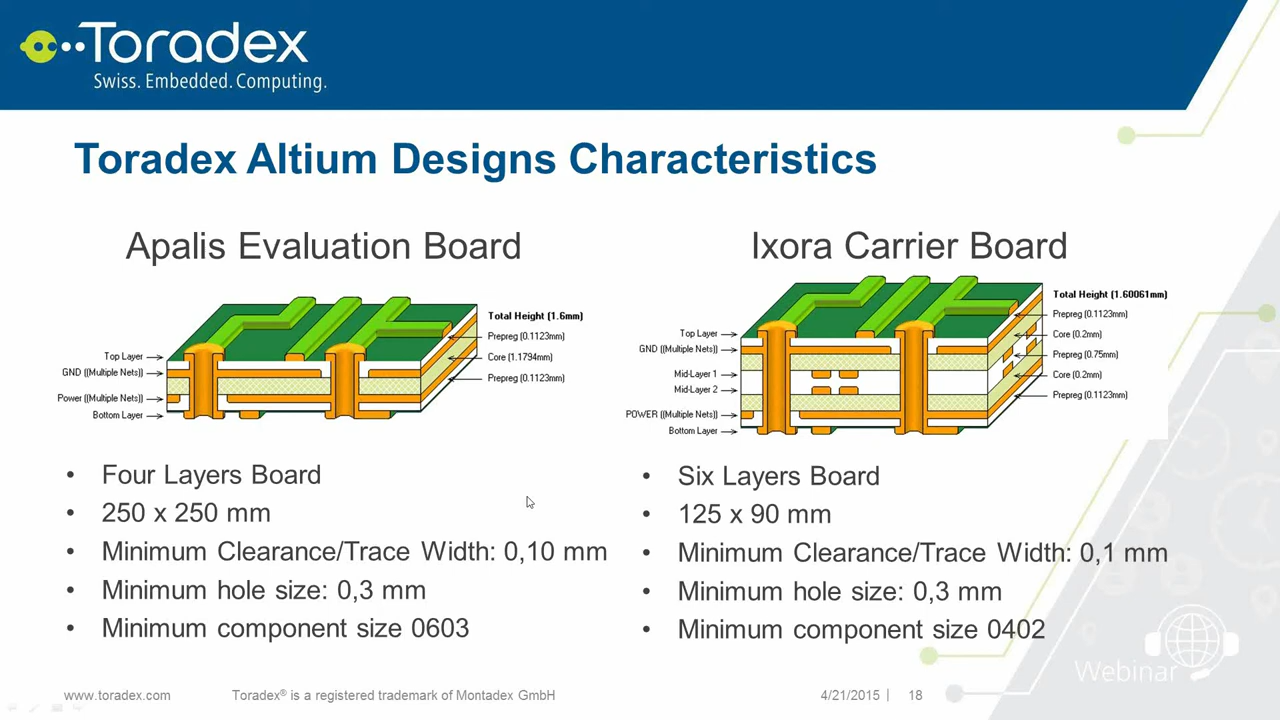 Toradex
Swiss. Embedded. Computing.
Toradex Altium Designs Characteristics
Apalis Evaluation Board
Total Height (1.6mm)
Prepreg (0.1123mm)
Core (1.1794mm)
Prepreg (0.1123mm)
Top Layer
GND ((Multiple Nets))
Power ((Multiple Nets))
Bottom Layer
• Four Layers Board
• 250 x 250 mm
• Minimum Clearance/Trace Width: 0,10 mm
• Minimum hole size: 0,3 mm
• Minimum component size 0603
Ixora Carrier Board
Total Height (1.60061mm)
Prepreg (0.1123mm)
Core (0.2mm)
Prepreg (0.75mm)
Core (0.2mm)
Prepreg (0.1123mm)
Top Layer
GND ((Multiple Nets))
Mid-Layer 1
Mid-Layer 2
POWER ((Multiple Nets))
Bottom Layer
• Six Layers Board
• 125 x 90 mm
• Minimum Clearance/Trace Width: 0,1 mm
• Minimum hole size: 0,3 mm
• Minimum component size 0402
Webinar
www.toradex.com Toradex® is a registered trademark of Montadex GmbH 4/21/2015 | 18